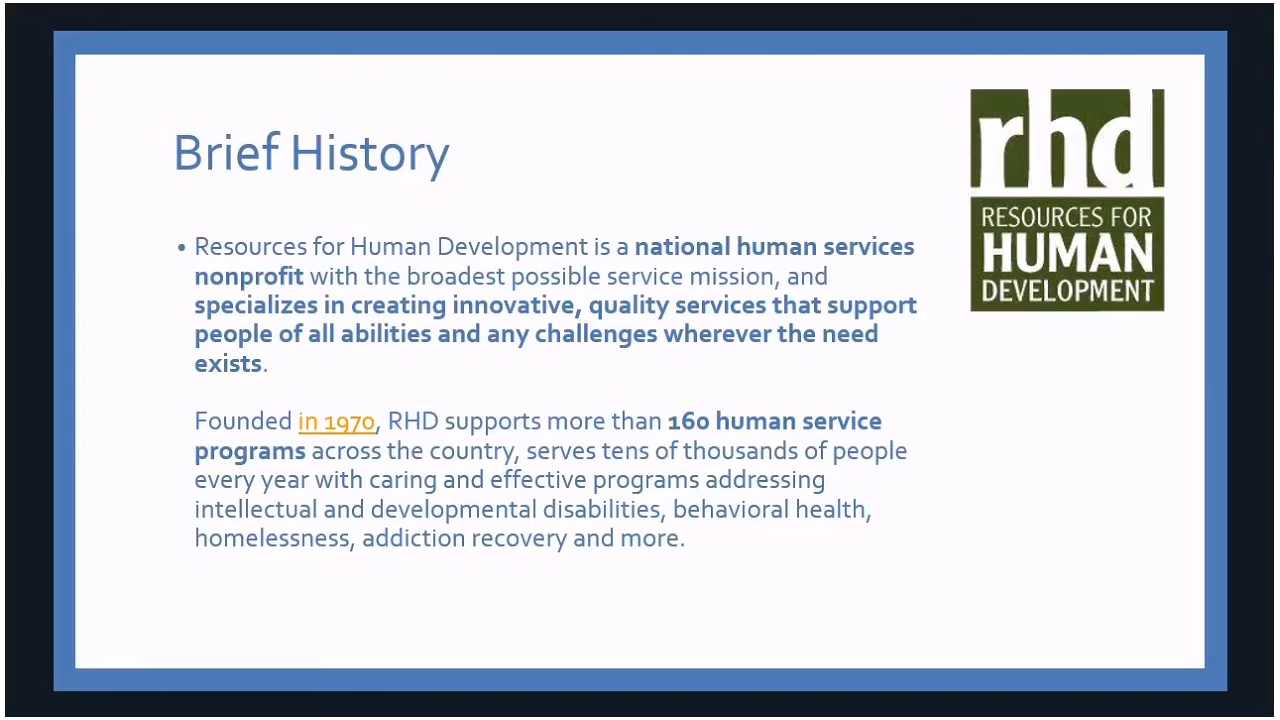 Brief History
rhd
RESOURCES FOR
HUMAN
DEVELOPMENT
• Resources for Human Development is a national human services
nonprofit with the broadest possible service mission, and
specializes in creating innovative, quality services that support
people of all abilities and any challenges wherever the need
exists.
Founded in 1970, RHD supports more than 160 human service
programs across the country, serves tens of thousands of people
every year with caring and effective programs addressing
intellectual and developmental disabilities, behavioral health,
homelessness, addiction recovery and more.